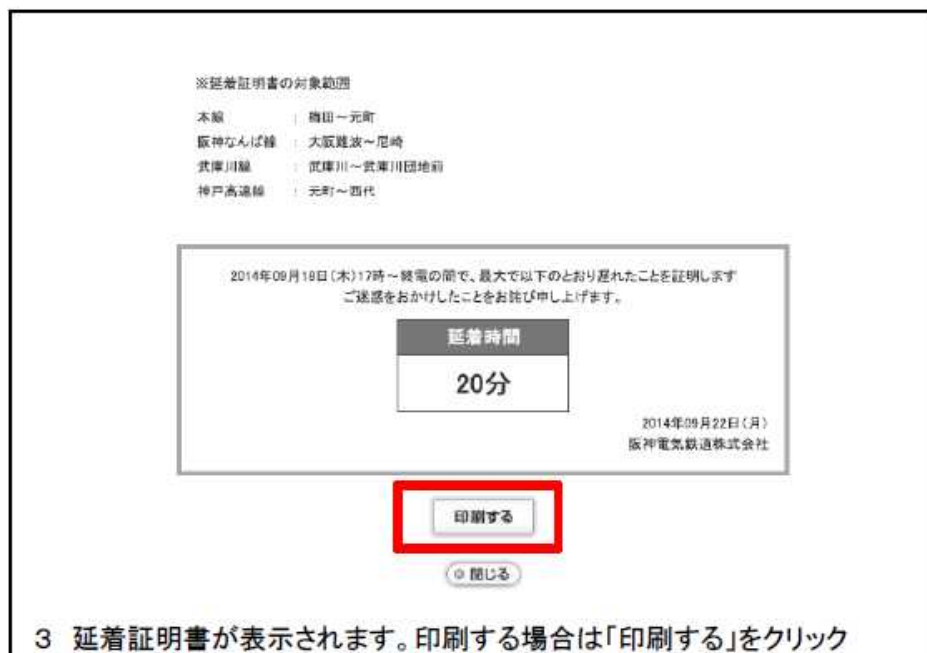 ※延着証明書の対象範囲
本線 : 梅田～元町
阪神なんば線 : 大阪難波～尼崎
武庫川線 : 武庫川～武庫川団地前
神戸高速線 : 元町～西代
2014年09月18日(木)17時～終電の間で、最大で以下のとおり遅れたことを証明します
ご迷惑をおかけしたことをお詫び申し上げます。
延着時間
20分
2014年09月22日(月)
阪神電気鉄道株式会社
印刷する
閉じる
3 延着証明書が表示されます。印刷する場合は「印刷する」をクリック